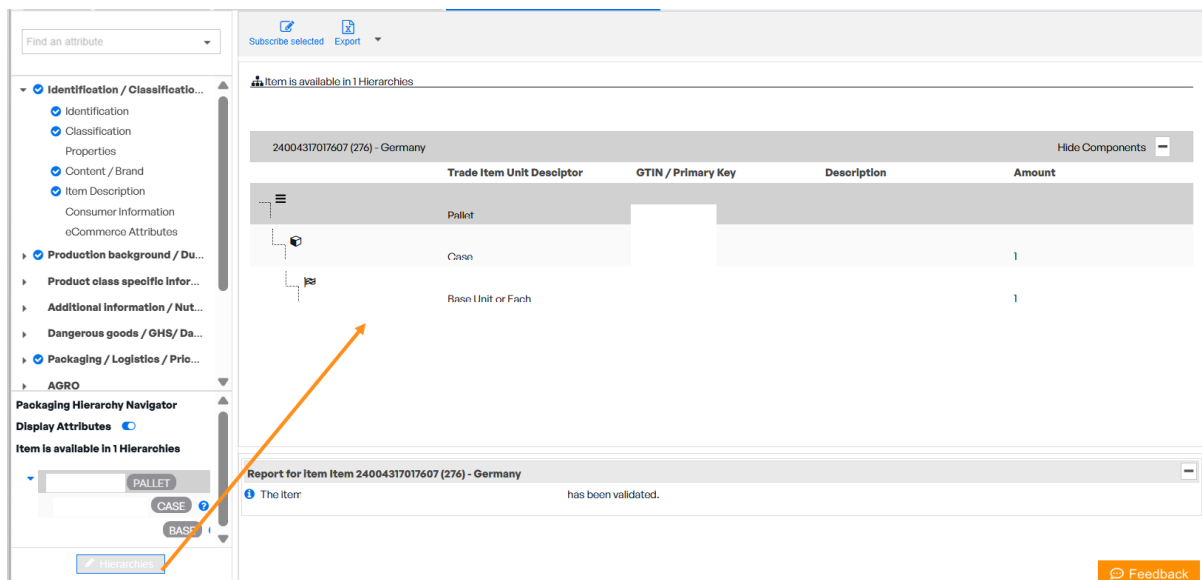 Find an attribute
Identification / Classificatio...
Identification
Classification
Properties
Content / Brand
Item Description
Consumer Information
eCommerce Attributes
Production background / Du...
Product class specific infor...
Additional information / Nut...
Dangerous goods / GHS/ Da...
Packaging / Logistics / Pric...
AGRO
Packaging Hierarchy Navigator
Display Attributes
Item is available in 1 Hierarchies
PALLET
CASE
BASE
Hierarchies
Subscribe selected Export
Item is available in 1 Hierarchies
24004317017607 (276) - Germany Hide Components
Trade Item Unit Desciptor GTIN / Primary Key Description Amount
Pallet
Case 1
Base Unit or Each 1
Report for item Item 24004317017607 (276) - Germany
The item has been validated.
Feedback